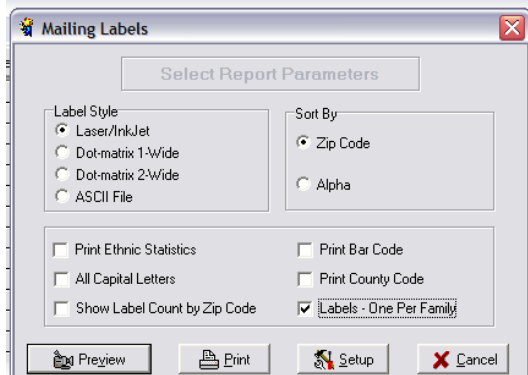 Mailing Labels
Select Report Parameters
Label Style
Laser/InkJet
Dot-matrix 1-Wide
Dot-matrix 2-Wide
ASCII File
Sort By
Zip Code
Alpha
Print Ethnic Statistics
All Capital Letters
Show Label Count by Zip Code
Print Bar Code
Print County Code
Labels - One Per Family
Preview Print Setup Cancel